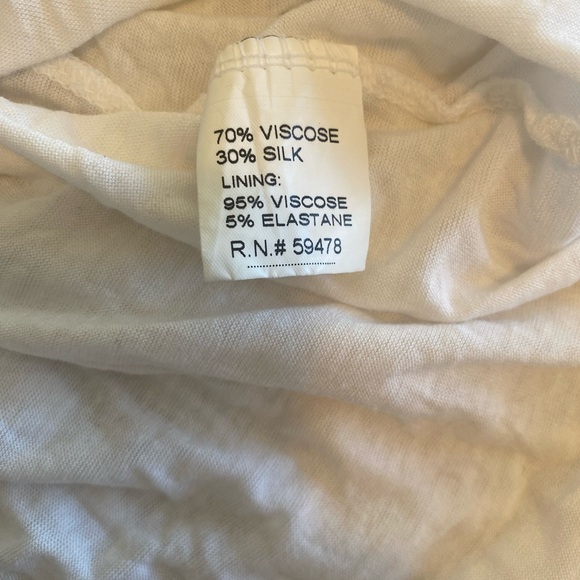 70% VISCOSE
30% SILK
LINING:
95% VISCOSE
5% ELASTANE
R.N.# 59478